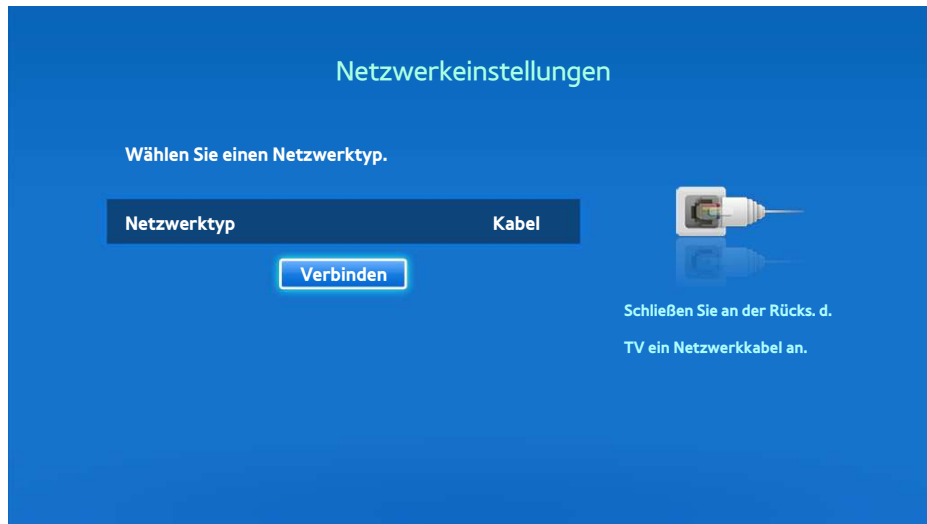 Netzwerkeinstellungen
Wählen Sie einen Netzwerktyp.
Netzwerktyp Kabel
Verbinden
Schließen Sie an der Rücks. d.
TV ein Netzwerkkabel an.